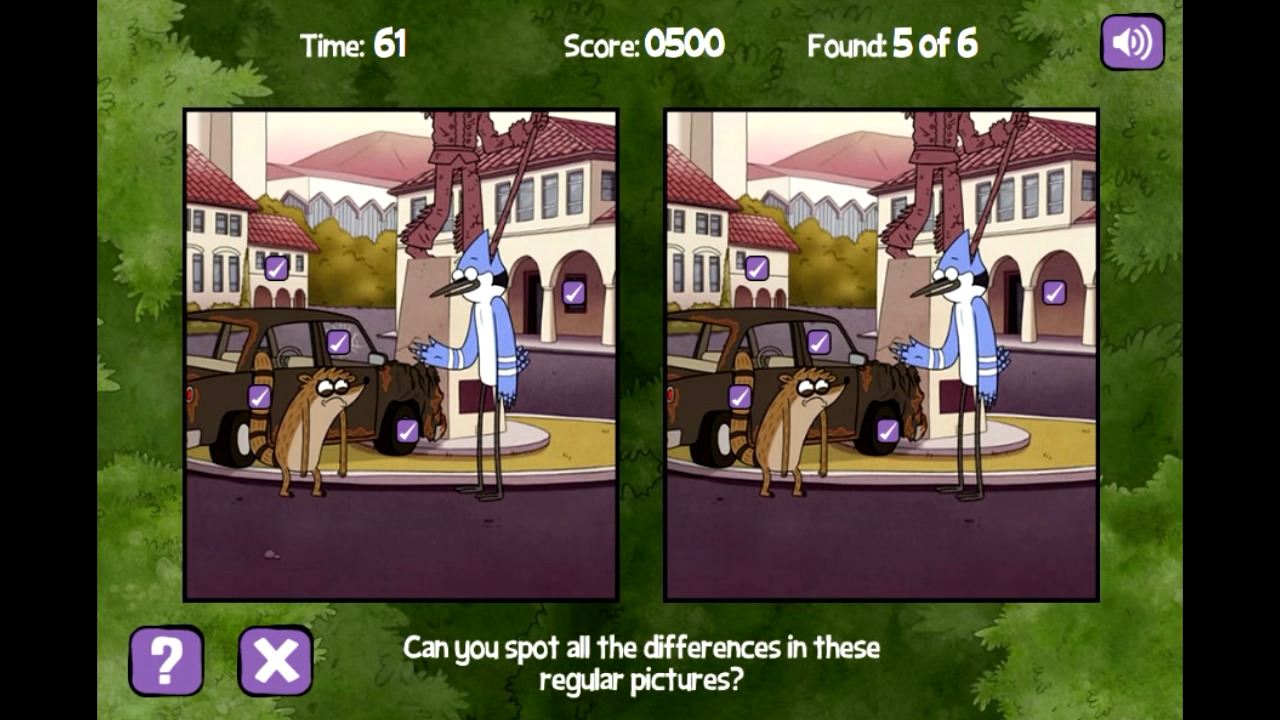 Time: 61
Score: 0500
Found: 5 of 6
?
Can you spot all the differences in these
regular pictures?